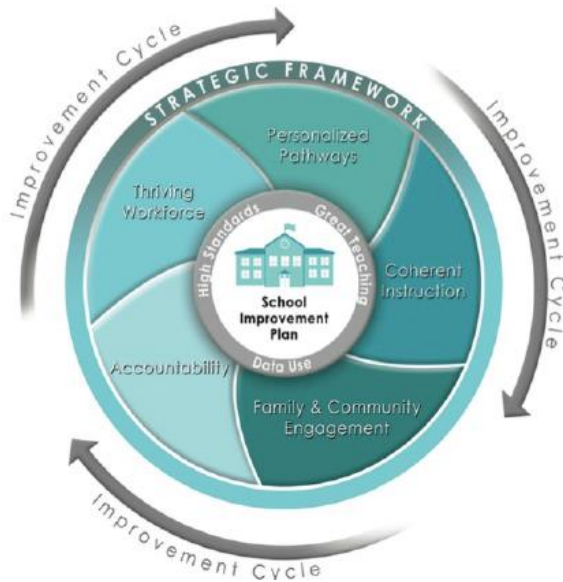 Improvement Cycle
Improvement Cycle
STRATEGIC FRAMEWORK
Personalized
Pathways
Thriving
Workforce
High Standards
Great Teaching
Coherent
Instruction
School
Improvement
Plan
Data Use
Accountability
Family & Community
Engagement
Improvement Cycle